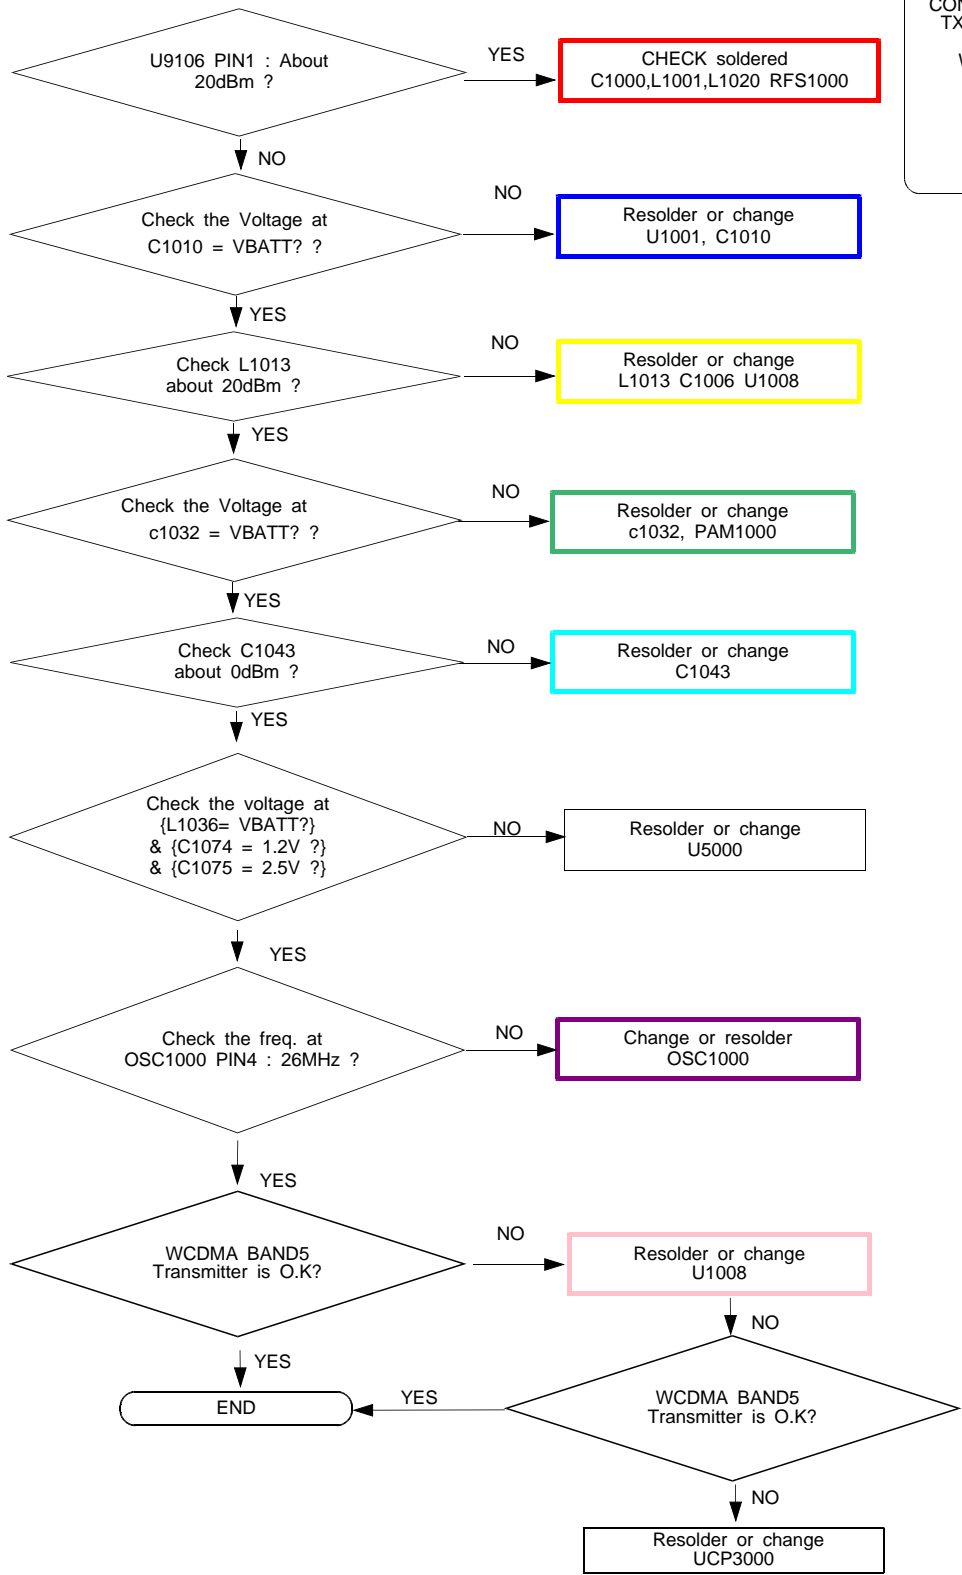 CON
TX
U9106 PIN1 : About
20dBm ?
YES
CHECK soldered
C1000,L1001,L1020 RFS1000
NO
Check the Voltage at
C1010 = VBATT? ?
NO
Resolder or change
U1001, C1010
YES
Check L1013
about 20dBm ?
NO
Resolder or change
L1013 C1006 U1008
YES
Check the Voltage at
c1032 = VBATT? ?
NO
Resolder or change
c1032, PAM1000
YES
Check C1043
about 0dBm ?
NO
Resolder or change
C1043
YES
Check the voltage at
{L1036= VBATT?}
& {C1074 = 1.2V ?}
& {C1075 = 2.5V ?}
NO
Resolder or change
U5000
YES
Check the freq. at
OSC1000 PIN4 : 26MHz ?
NO
Change or resolder
OSC1000
YES
WCDMA BAND5
Transmitter is O.K?
NO
Resolder or change
U1008
NO
YES
END
YES
WCDMA BAND5
Transmitter is O.K?
NO
Resolder or change
UCP3000